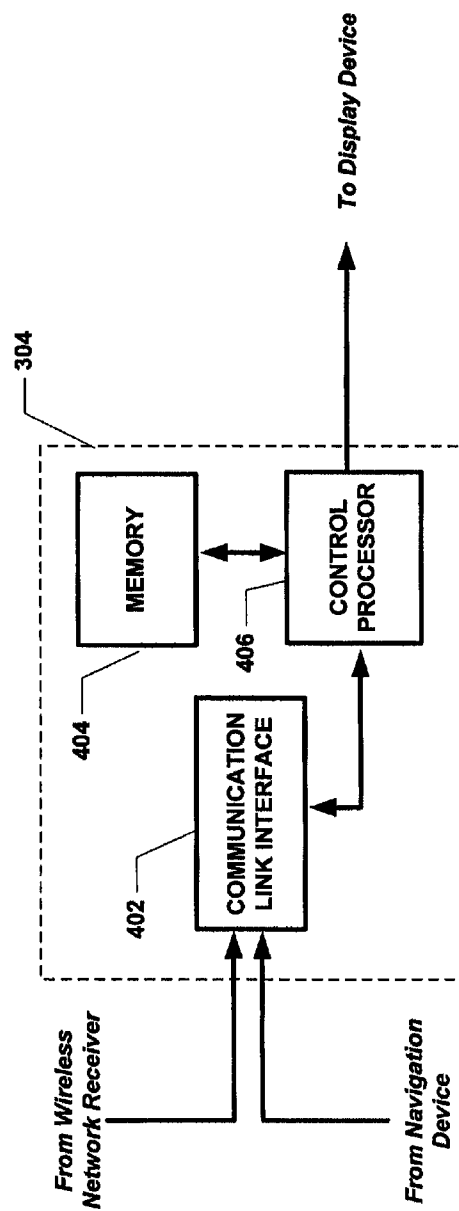 304
MEMORY
404
406
CONTROL
PROCESSOR
402
COMMUNICATION
LINK INTERFACE
From Wireless
Network Receiver
From Navigation
Device
To Display Device